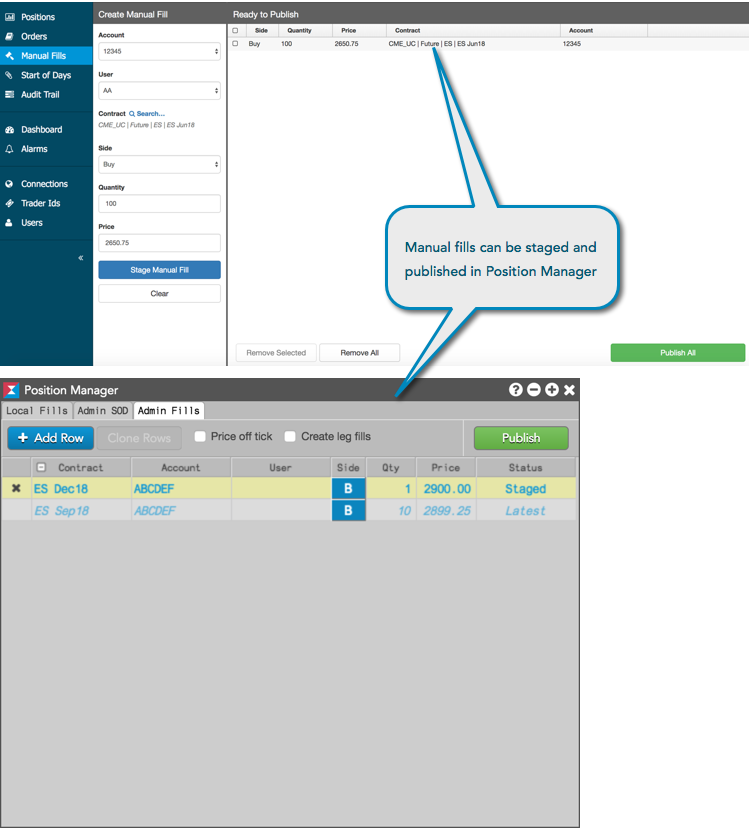 Positions
Orders
Manual Fills
Start of Days
Audit Trail
Dashboard
Alarms
Connections
Trader Ids
Users
«
Create Manual Fill
Account
12345
User
AA
Contract Search...
CME_UC | Future | ES | ES Jun18
Side
Buy
Quantity
100
Price
2650.75
Stage Manual Fill
Clear
Ready to Publish
Side Quantity Price Contract Account
Buy 100 2650.75 CME_UC | Future | ES | ES Jun18 12345
Manual fills can be staged and
published in Position Manager
Remove Selected Remove All Publish All
Position Manager
Local Fills Admin SOD Admin Fills
+ Add Row Clone Rows Price off tick Create leg fills Publish
Contract Account User Side Qty Price Status
ES Dec18 ABCDEF B 1 2900.00 Staged
ES Sep18 ABCDEF B 10 2899.25 Latest